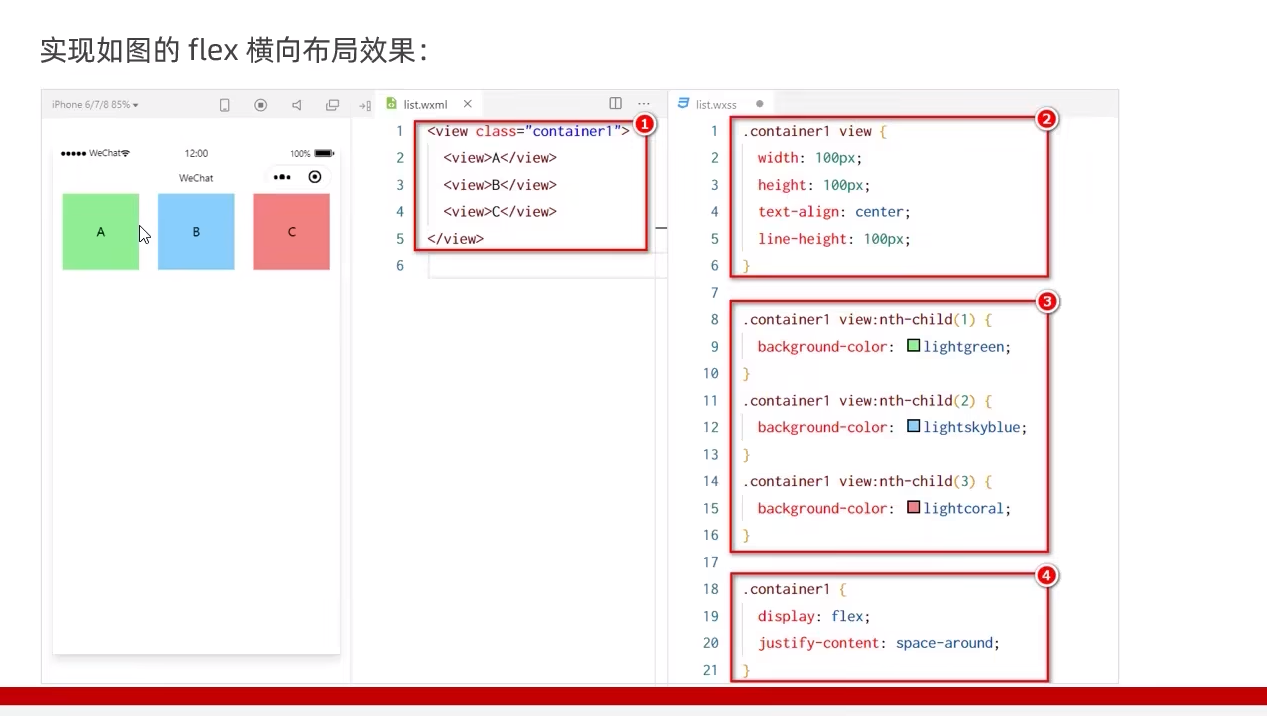 实现如图的 flex 横向布局效果：
iPhone 6/7/8 85%
WeChat
12:00
100%
WeChat
A
B
C
list.wxml
1
1 <view class="container1">
2 <view>A</view>
3 <view>B</view>
4 <view>C</view>
5 </view>
6
list.wxss
2
1 .container1 view {
2 width: 100px;
3 height: 100px;
4 text-align: center;
5 line-height: 100px;
6 }
7
3
8 .container1 view:nth-child(1) {
9 background-color: lightgreen;
10 }
11 .container1 view:nth-child(2) {
12 background-color: lightskyblue;
13 }
14 .container1 view:nth-child(3) {
15 background-color: lightcoral;
16 }
17
4
18 .container1 {
19 display: flex;
20 justify-content: space-around;
21 }